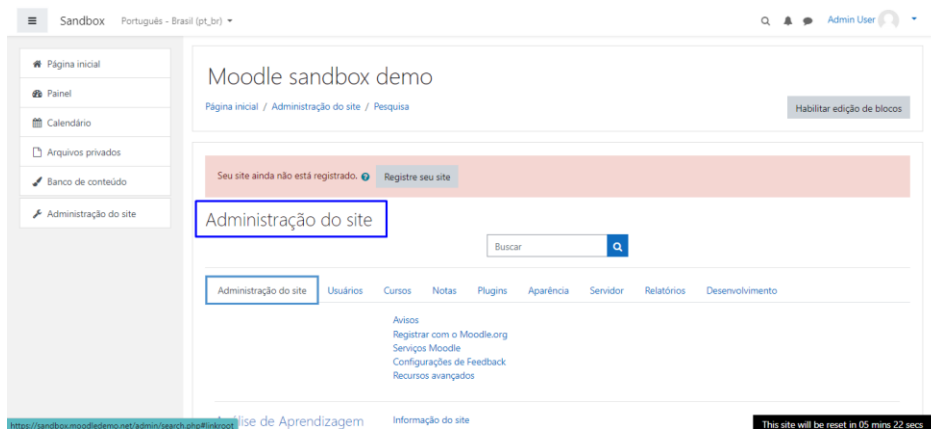 Sandbox Português - Brasil (pt_br) Admin User
Página inicial
Painel
Calendário
Arquivos privados
Banco de conteúdo
Administração do site
Moodle sandbox demo
Página inicial / Administração do site / Pesquisa
Habilitar edição de blocos
Seu site ainda não está registrado. Registre seu site
Administração do site
Buscar
Administração do site Usuários Cursos Notas Plugins Aparência Servidor Relatórios Desenvolvimento
Avisos
Registrar com o Moodle.org
Serviços Moodle
Configurações de Feedback
Recursos avançados
lise de Aprendizagem Informação do site
https://sandbox.moodledemo.net/admin/search.php#linkroot
This site will be reset in 05 mins 22 secs